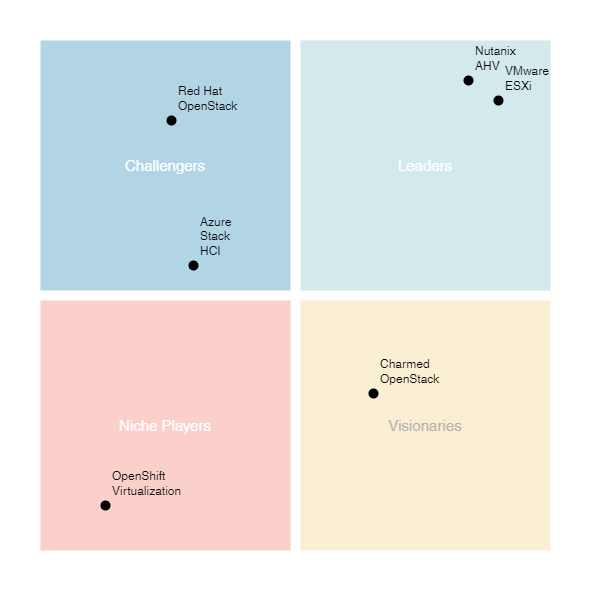 Nutanix
AHV
VMware
ESXi
Red Hat
OpenStack
Challengers
Leaders
Azure
Stack
HCI
Charmed
OpenStack
Niche Players
Visionaries
OpenShift
Virtualization